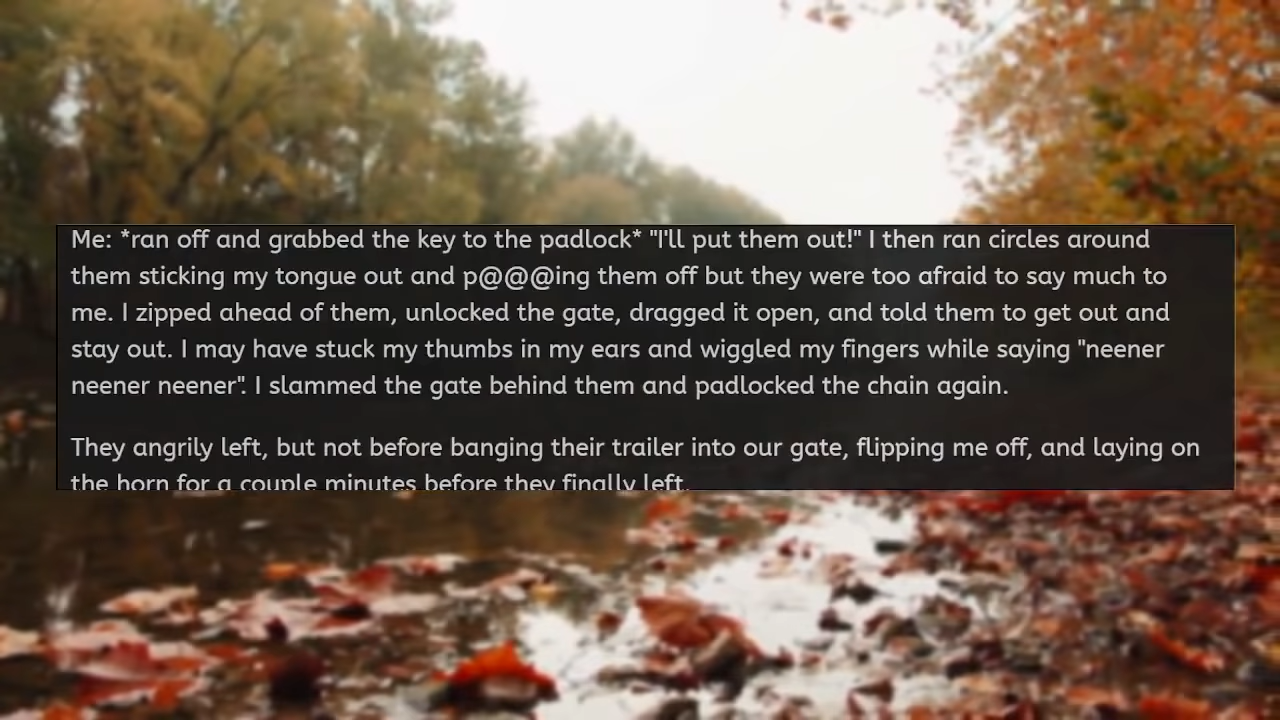 Me: *ran off and grabbed the key to the padlock* "I'll put them out!" I then ran circles around
them sticking my tongue out and p@@@ing them off but they were too afraid to say much to
me. I zipped ahead of them, unlocked the gate, dragged it open, and told them to get out and
stay out. I may have stuck my thumbs in my ears and wiggled my fingers while saying "neener
neener neener". I slammed the gate behind them and padlocked the chain again.
They angrily left, but not before banging their trailer into our gate, flipping me off, and laying on
the horn for a couple minutes before they finally left.